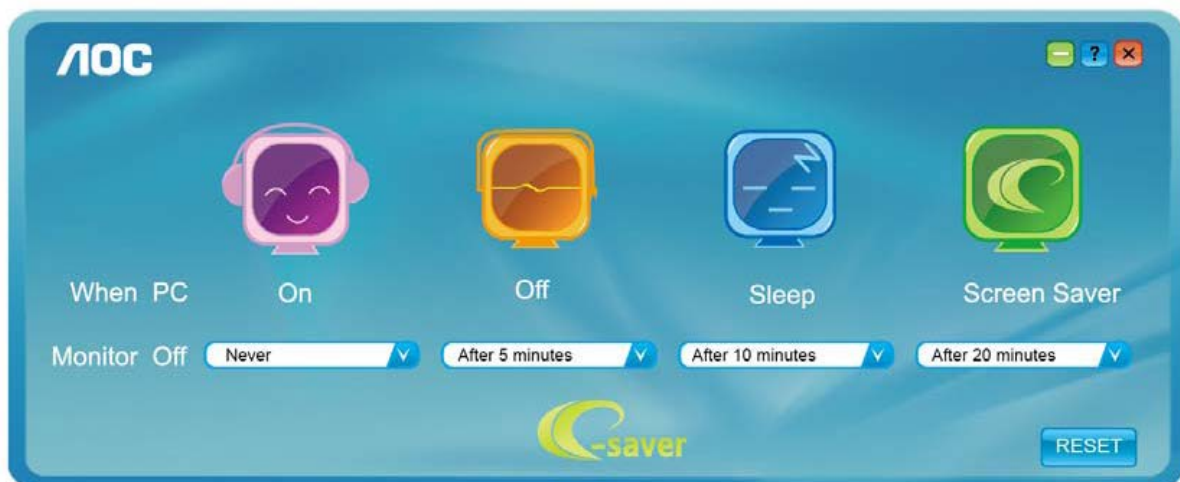 AOC
?
When PC On Off Sleep Screen Saver
Monitor Off Never After 5 minutes After 10 minutes After 20 minutes
e-saver
RESET